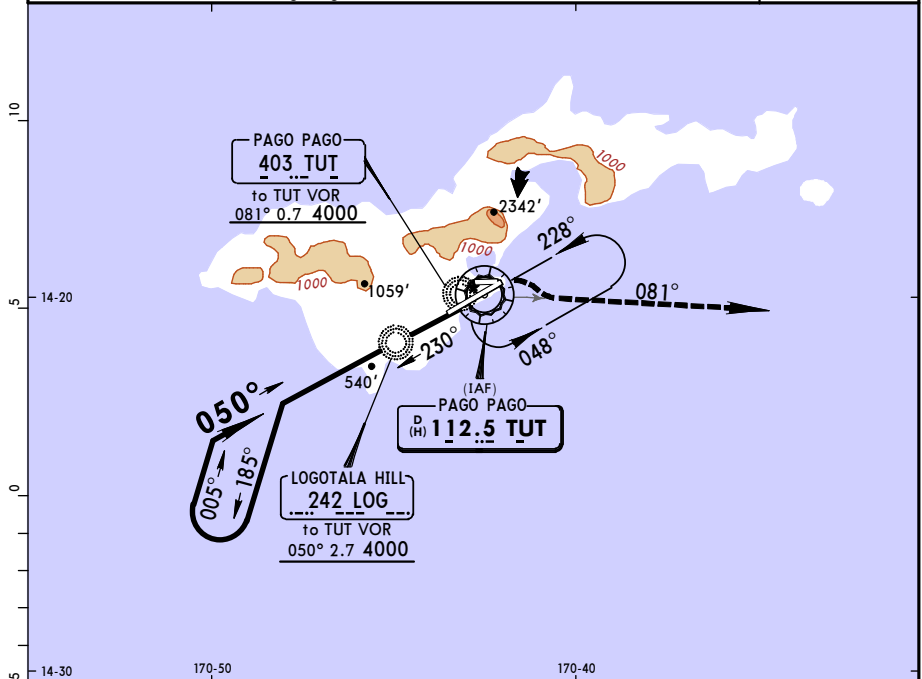 10
PAGO PAGO
403 TUT
to TUT VOR
081° 0.7 4000
1000
2342'
1000
228°
1000
1059'
5
14-20
081°
230°
048°
540'
(IAF)
PAGO PAGO
D
(H) 112.5 TUT
050°
005°
185°
LOGOTALA HILL
242 LOG
to TUT VOR
050° 2.7 4000
0
5
14-30
170-50
170-40